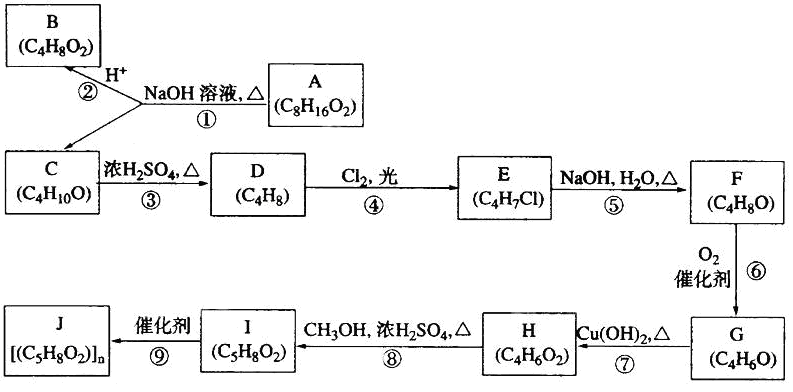 B
(C₄H₈O₂)
H⁺
②
NaOH 溶液, △
①
A
(C₈H₁₆O₂)
C
(C₄H₁₀O)
浓H₂SO₄, △
③
D
(C₄H₈)
Cl₂, 光
④
E
(C₄H₇Cl)
NaOH, H₂O, △
⑤
F
(C₄H₈O)
O₂
催化剂
⑥
J
[(C₅H₈O₂)]ₙ
催化剂
⑨
I
(C₅H₈O₂)
CH₃OH, 浓H₂SO₄, △
⑧
H
(C₄H₆O₂)
Cu(OH)₂, △
⑦
G
(C₄H₆O)